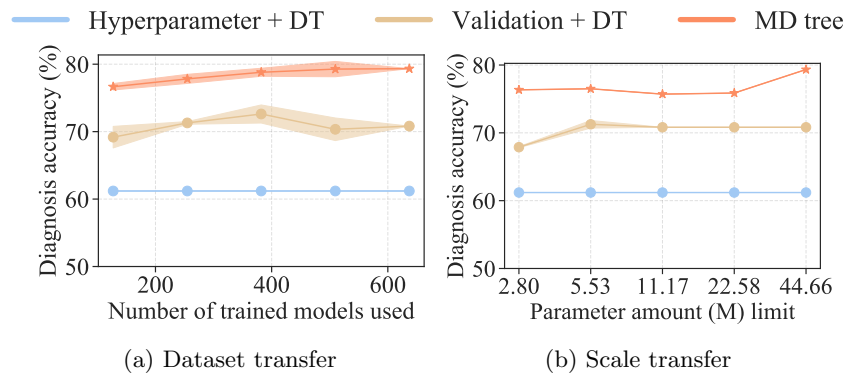 Hyperparameter + DT Validation + DT MD tree
Diagnosis accuracy (%)
80
70
60
50
200 400 600
Number of trained models used
(a) Dataset transfer
Diagnosis accuracy (%)
80
70
60
50
2.80 5.53 11.17 22.58 44.66
Parameter amount (M) limit
(b) Scale transfer